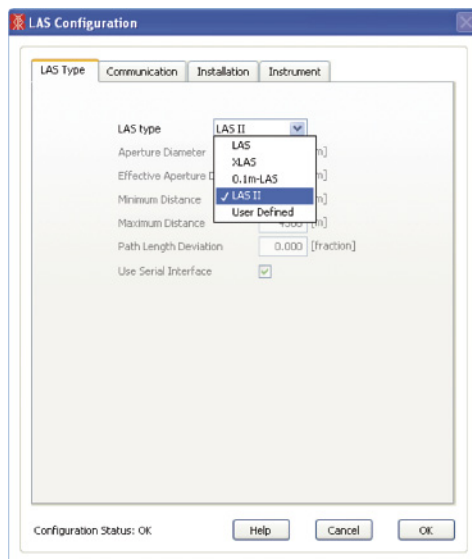 LAS Configuration
LAS Type Communication Installation Instrument
LAS type LAS II
LAS
Aperture Diameter
XLAS
0.1m-LAS
Effective Aperture
✓ LAS II
Minimum Distance
User Defined
Maximum Distance [m]
Path Length Deviation 0.000 [fraction]
Use Serial Interface
Configuration Status: OK Help Cancel OK